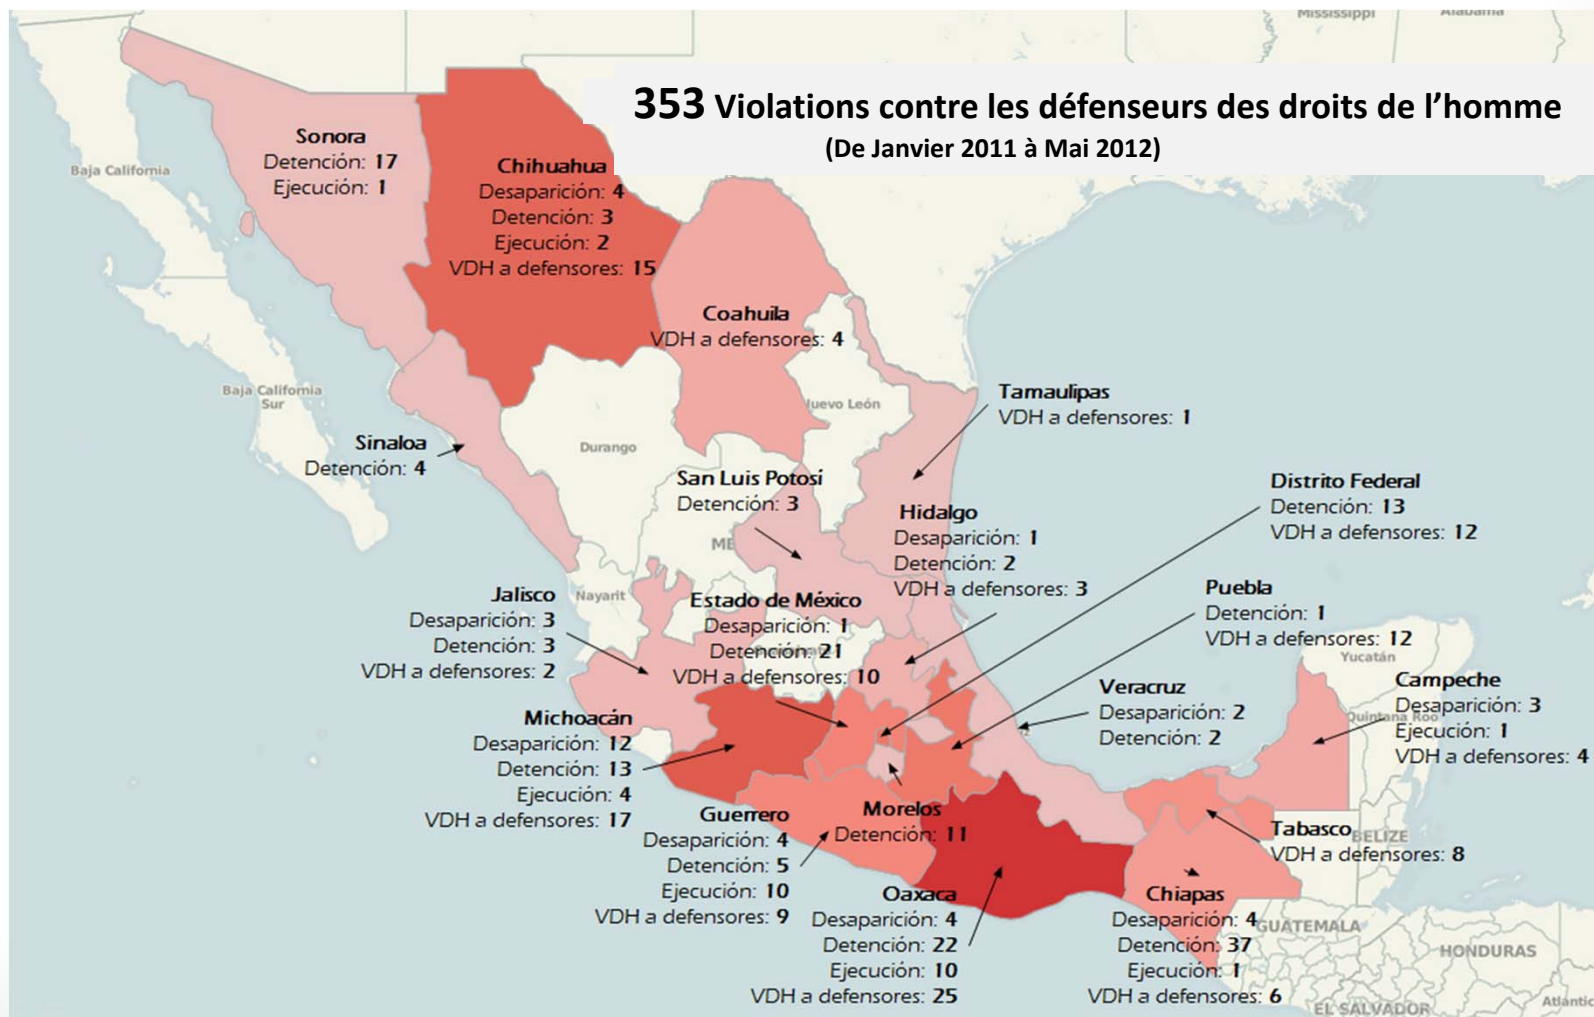 Mississippi
Alabama
353 Violations contre les défenseurs des droits de l’homme
(De Janvier 2011 à Mai 2012)
Baja California
Sonora
Detención: 17
Ejecución: 1
Chihuahua
Desaparición: 4
Detención: 3
Ejecución: 2
VDH a defensores: 15
Coahuila
VDH a defensores: 4
Baja California
Sur
Nuevo León
Tamaulipas
VDH a defensores: 1
Sinaloa
Detención: 4
Durango
San Luis Potosí
Detención: 3
Hidalgo
Desaparición: 1
Detención: 2
VDH a defensores: 3
Distrito Federal
Detención: 13
VDH a defensores: 12
Puebla
Detención: 1
VDH a defensores: 12
Jalisco
Desaparición: 3
Detención: 3
VDH a defensores: 2
Nayarit
Estado de México
Desaparición: 1
Detención: 21
VDH a defensores: 10
Yucatán
Quintana Roo
Veracruz
Desaparición: 2
Detención: 2
Campeche
Desaparición: 3
Ejecución: 1
VDH a defensores: 4
Michoacán
Desaparición: 12
Detención: 13
Ejecución: 4
VDH a defensores: 17
Guerrero
Desaparición: 4
Detención: 5
Ejecución: 10
VDH a defensores: 9
Morelos
Detención: 11
Tabasco
VDH a defensores: 8
BELIZE
Oaxaca
Desaparición: 4
Detención: 22
Ejecución: 10
VDH a defensores: 25
Chiapas
Desaparición: 4
Detención: 37
Ejecución: 1
VDH a defensores: 6
GUATEMALA
HONDURAS
EL SALVADOR